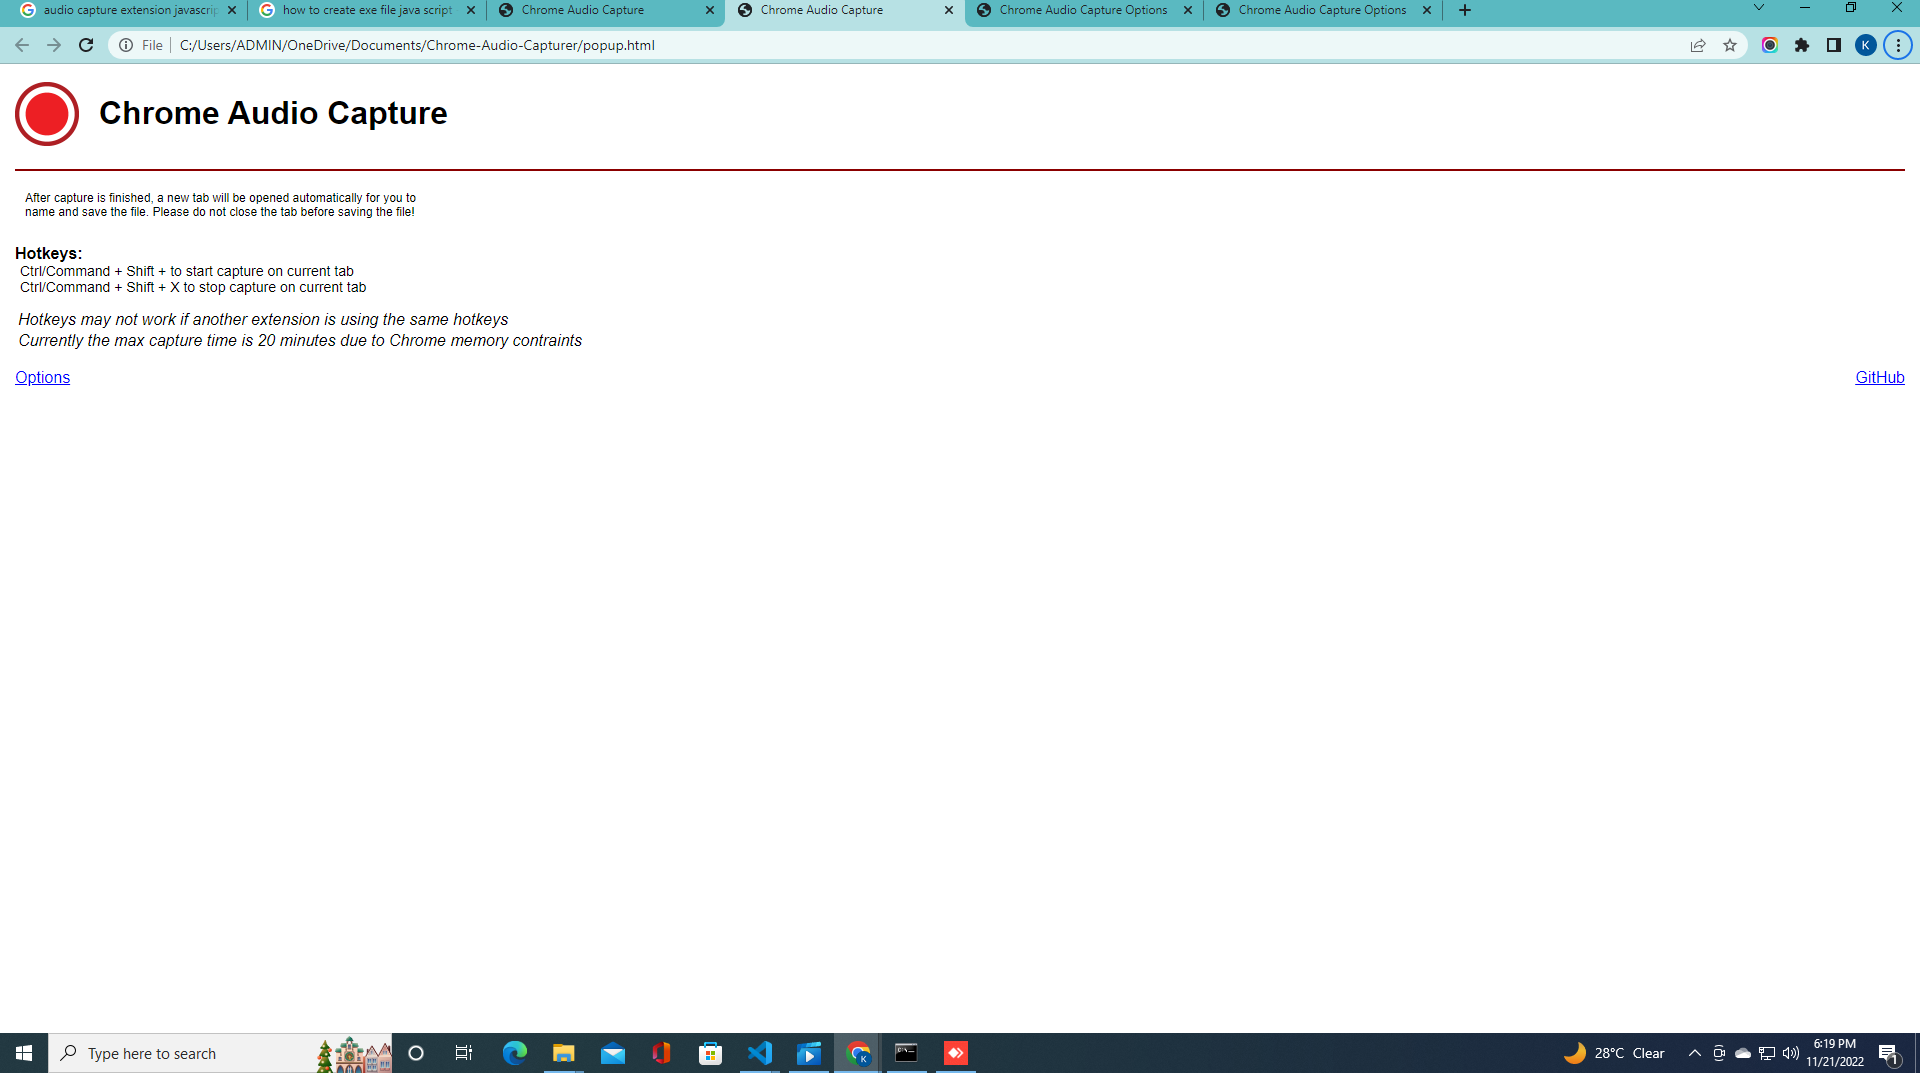 audio capture extension javascrip
how to create exe file java script
Chrome Audio Capture
Chrome Audio Capture
Chrome Audio Capture Options
Chrome Audio Capture Options
File
C:/Users/ADMIN/OneDrive/Documents/Chrome-Audio-Capturer/popup.html
K
Chrome Audio Capture
After capture is finished, a new tab will be opened automatically for you to
name and save the file. Please do not close the tab before saving the file!
Hotkeys:
Ctrl/Command + Shift + to start capture on current tab
Ctrl/Command + Shift + X to stop capture on current tab
Hotkeys may not work if another extension is using the same hotkeys
Currently the max capture time is 20 minutes due to Chrome memory contraints
Options
GitHub
Type here to search
K
28°C Clear
6:19 PM
11/21/2022
1